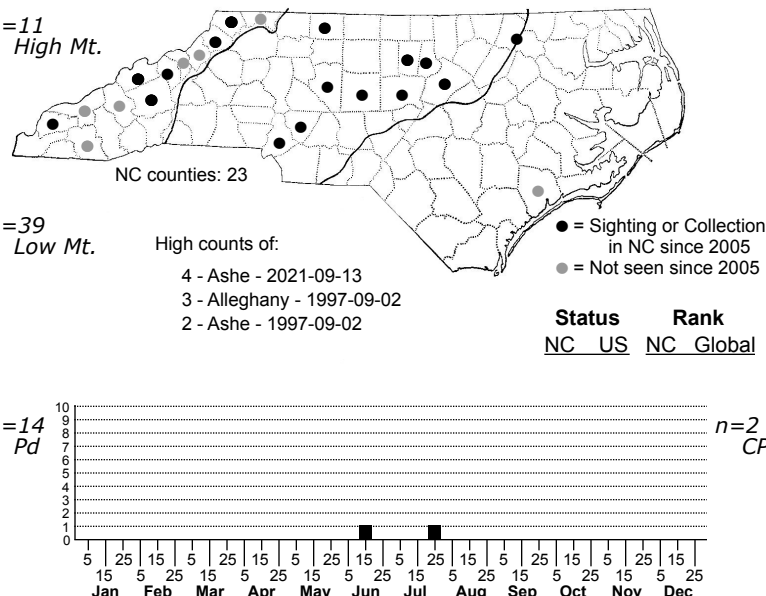 =11
High Mt.
NC counties: 23
=39
Low Mt.
High counts of:
4 - Ashe - 2021-09-13
3 - Alleghany - 1997-09-02
2 - Ashe - 1997-09-02
● = Sighting or Collection
in NC since 2005
● = Not seen since 2005
Status Rank
NC US NC Global
=14
Pd
n=2
CP
10
9
8
7
6
5
4
3
2
1
0
5 25 15 5 25 15 5 25 15 5 25 15 5 25 15 5 25 15
15 5 25 15 5 25 15 5 25 15 5 25 15 5 25 15 5 25
Jan Feb Mar Apr May Jun Jul Aug Sep Oct Nov Dec